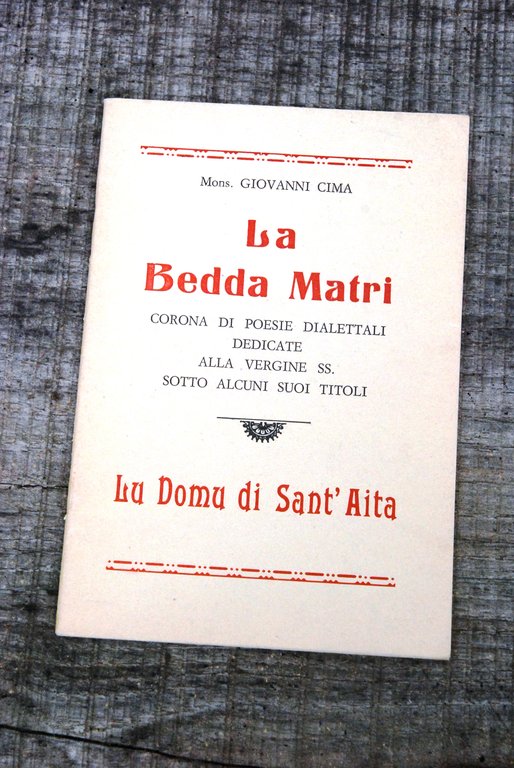 Mons. GIOVANNI CIMA
La
Bedda Matri
CORONA DI POESIE DIALETTALI
DEDICATE
ALLA VERGINE SS.
SOTTO ALCUNI SUOI TITOLI
Lu Domu di Sant'Aita